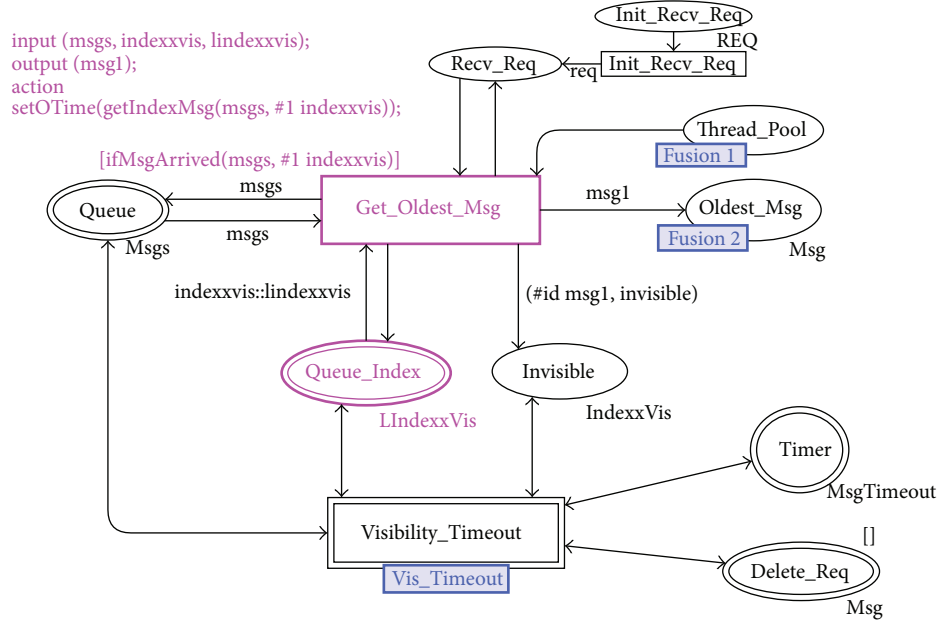 Init_Recv_Req
REQ
input (msgs, indexxvis, lindexxvis);
output (msg1);
action
setOTime(getIndexMsg(msgs, #1 indexxvis));
Recv_Req
req
Init_Recv_Req
Thread_Pool
Fusion 1
[ifMsgArrived(msgs, #1 indexxvis)]
msgs
Queue
msgs
Msgs
Get_Oldest_Msg
msg1
Oldest_Msg
Fusion 2
Msg
indexxvis::lindexxvis
(#id msg1, invisible)
Queue_Index
LIndexxVis
Invisible
IndexxVis
Timer
MsgTimeout
Visibility_Timeout
Vis_Timeout
[]
Delete_Req
Msg